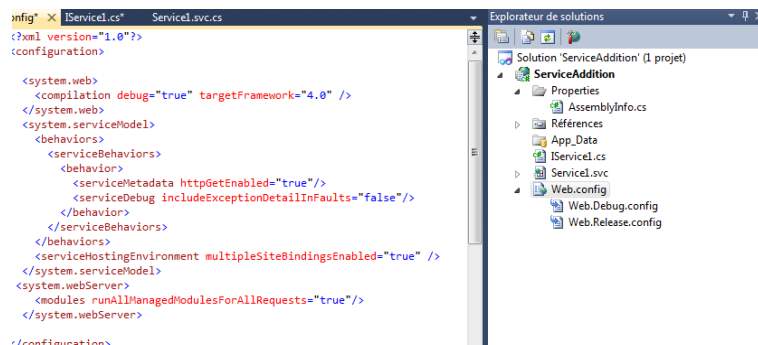 onfig* × IService1.cs* Service1.svc.cs
<?xml version="1.0"?>
<configuration>
<system.web>
<compilation debug="true" targetFramework="4.0" />
</system.web>
<system.serviceModel>
<behaviors>
<serviceBehaviors>
<behavior>
<serviceMetadata httpGetEnabled="true"/>
<serviceDebug includeExceptionDetailInFaults="false"/>
</behavior>
</serviceBehaviors>
</behaviors>
<serviceHostingEnvironment multipleSiteBindingsEnabled="true" />
</system.serviceModel>
<system.webServer>
<modules runAllManagedModulesForAllRequests="true"/>
</system.webServer>
</configuration>
Explorateur de solutions
Solution 'ServiceAddition' (1 projet)
ServiceAddition
Properties
AssemblyInfo.cs
Références
App_Data
IService1.cs
Service1.svc
Web.config
Web.Debug.config
Web.Release.config